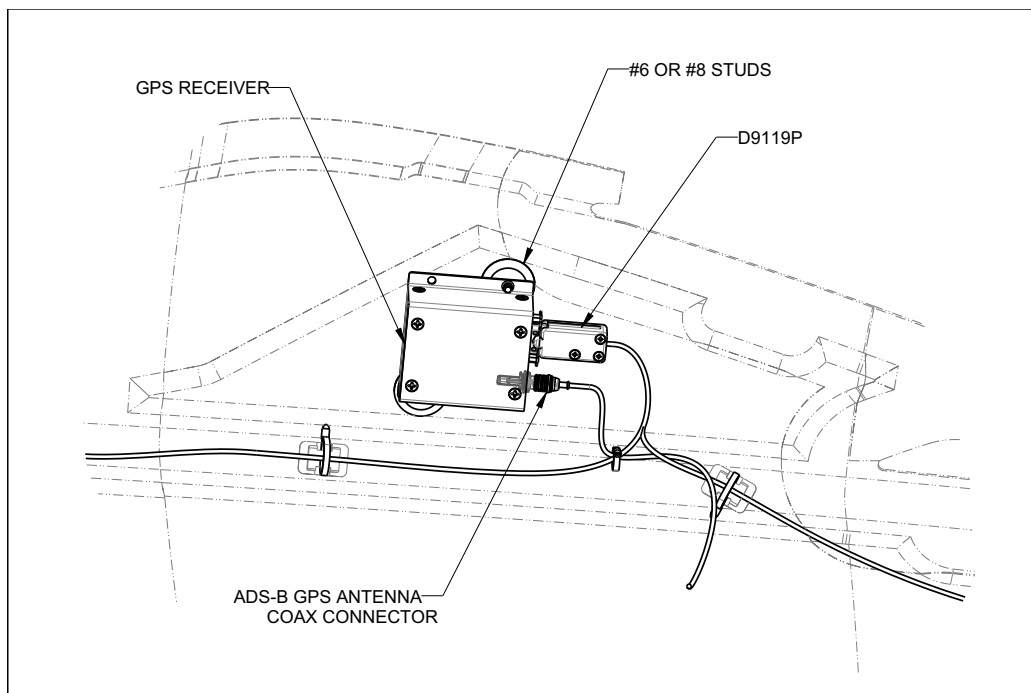 #6 OR #8 STUDS
GPS RECEIVER
D9119P
ADS-B GPS ANTENNA
COAX CONNECTOR